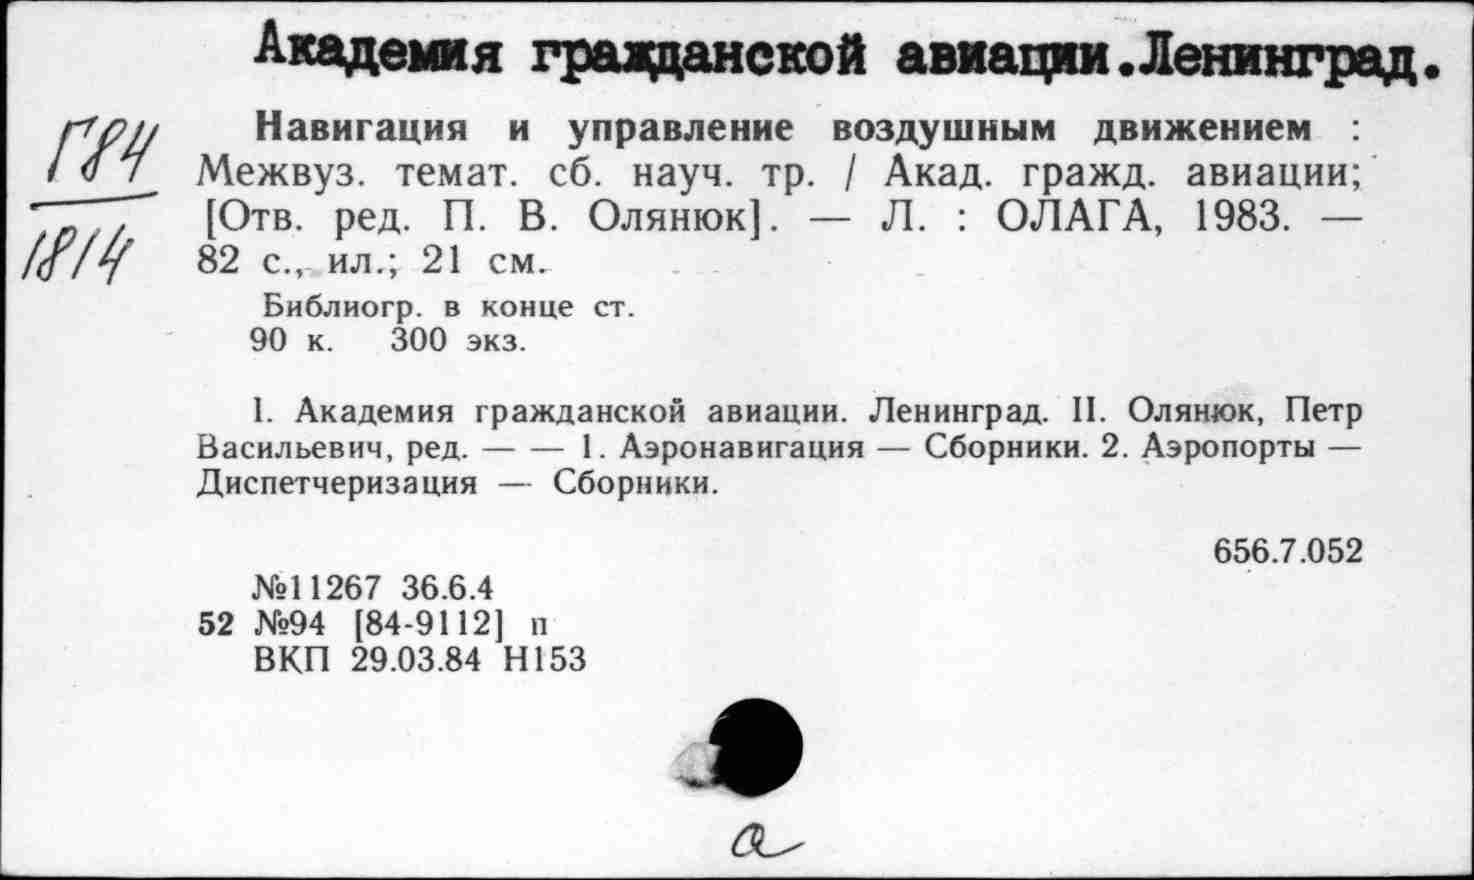 Академия гражданской авиации.Ленинград.
Г84
1814
Навигация и управление воздушным движением :
Межвуз. темат. сб. науч. тр. / Акад. гражд. авиации;
[Отв. ред. П. В. Олянюк]. — Л. : ОЛАГА, 1983. —
82 с., ил.; 21 см.
Библиогр. в конце ст.
90 к. 300 экз.
I. Академия гражданской авиации. Ленинград. II. Олянюк, Петр
Васильевич, ред. — — 1. Аэронавигация — Сборники. 2. Аэропорты —
Диспетчеризация — Сборники.
656.7.052
№11267 36.6.4
52 №94 [84-9112] п
ВКП 29.03.84 Н153